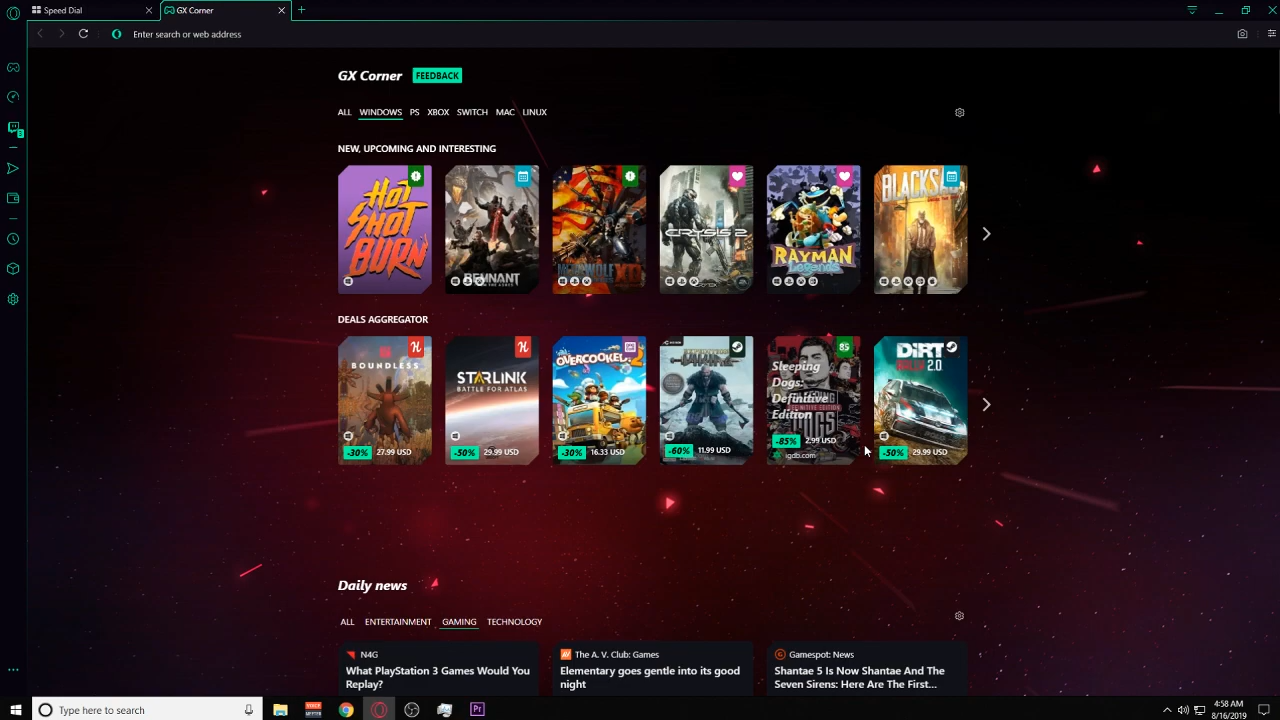 Speed Dial
GX Corner
Enter search or web address
GX Corner
FEEDBACK
ALL WINDOWS PS XBOX SWITCH MAC LINUX
NEW, UPCOMING AND INTERESTING
HOT
SHOT
BURN
REMNANT
CRYSIS 2
RAYMAN
Legends
BLACKSAD
DEALS AGGREGATOR
BOUNDLESS
-30% 27.99 USD
STARLINK
BATTLE FOR ATLAS
-50% 29.99 USD
OVERCOOKED! 2
-30% 16.33 USD
-60% 11.99 USD
85
Sleeping
Dogs:
Definitive
Edition
DEFINITIVE EDITION
-85% 2.99 USD
igdb.com
DiRT
2.0
-50% 29.99 USD
Daily news
ALL ENTERTAINMENT GAMING TECHNOLOGY
N4G
What PlayStation 3 Games Would You
Replay?
The A. V. Club: Games
Elementary goes gentle into its good
night
Gamespot: News
Shantae 5 Is Now Shantae And The
Seven Sirens: Here Are The First...
Type here to search
VOICE
MEETER
Pr
4:58 AM
8/16/2019